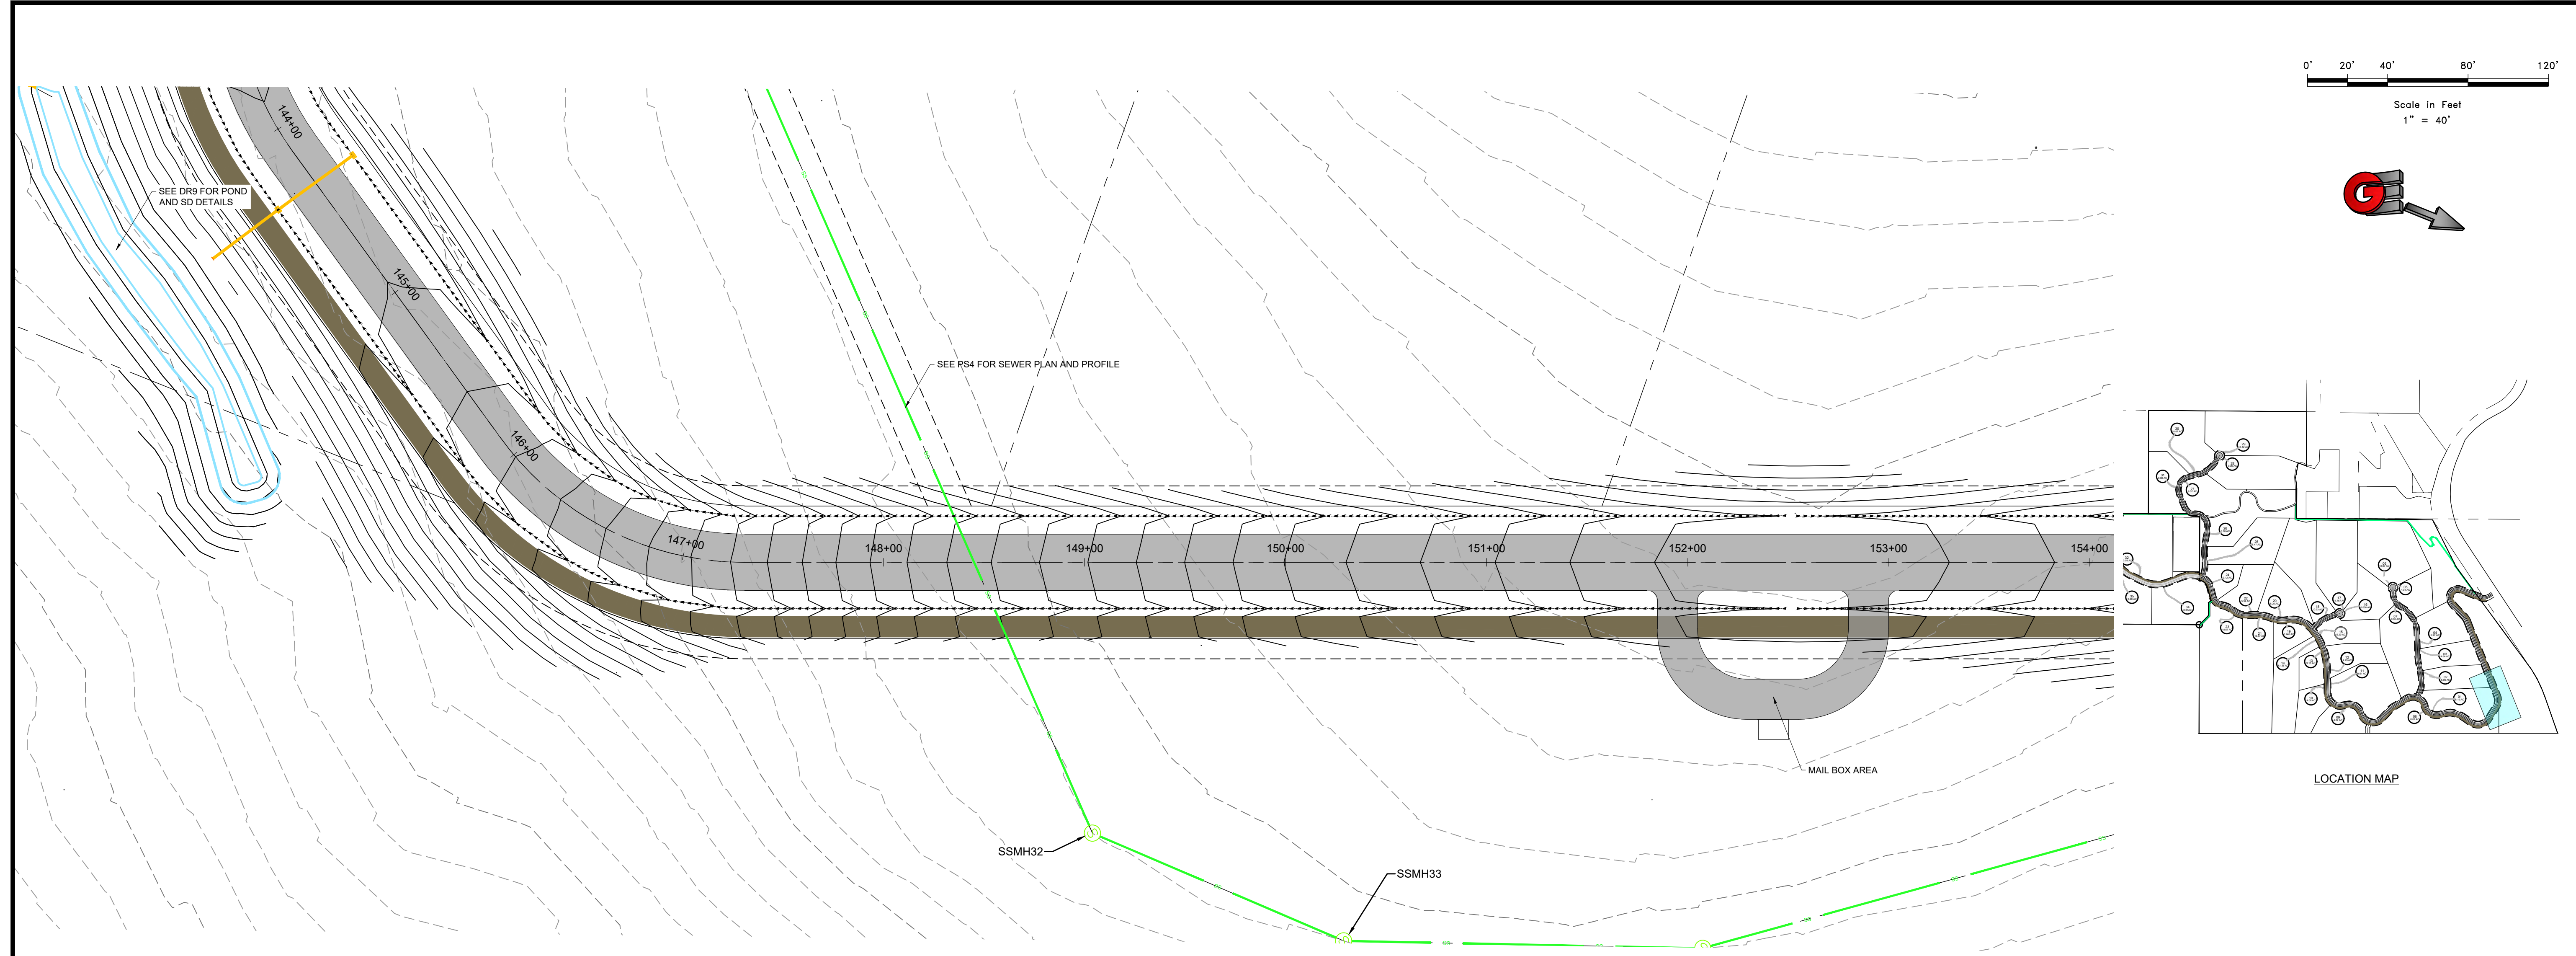 0' 20' 40' 80' 120'
Scale in Feet
1" = 40'
G
144+00
SEE DR9 FOR POND
AND SD DETAILS
145+00
SEE PS4 FOR SEWER PLAN AND PROFILE
146+00
147+00
148+00
149+00
150+00
151+00
152+00
153+00
154+00
MAIL BOX AREA
LOCATION MAP
SSMH32
SSMH33